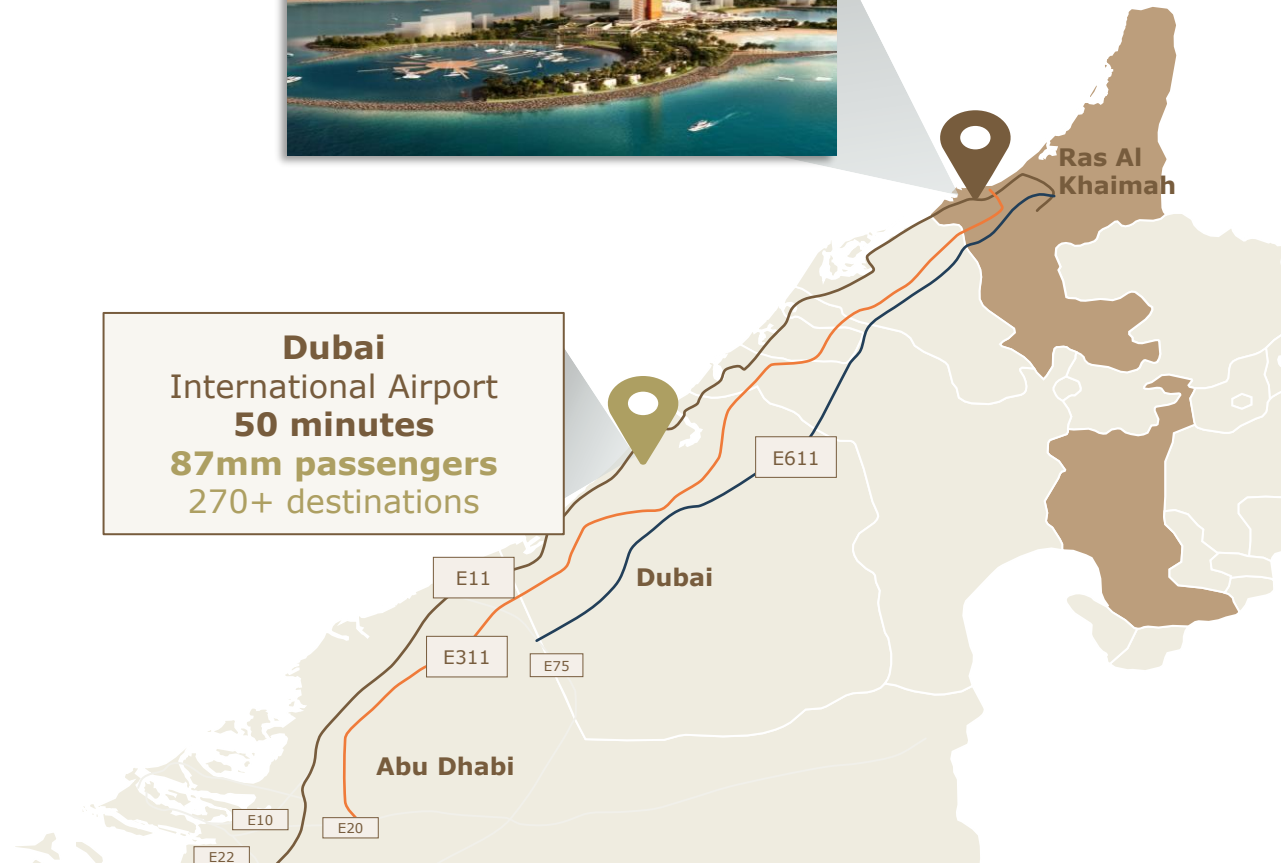 Ras Al
Khaimah
Dubai
International Airport
50 minutes
87mm passengers
270+ destinations
E611
E11
Dubai
E311
E75
Abu Dhabi
E10
E20
E22